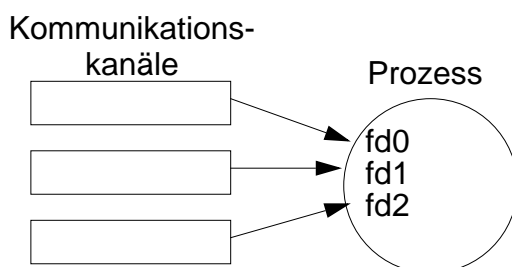 Kommunikations-
kanäle
Prozess
fd0
fd1
fd2